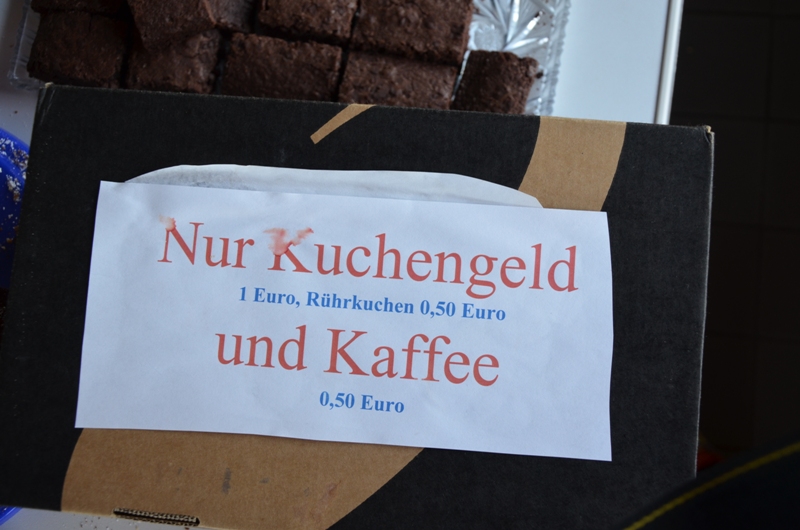 Nur Kuchengeld
1 Euro, Rührkuchen 0,50 Euro
und Kaffee
0,50 Euro